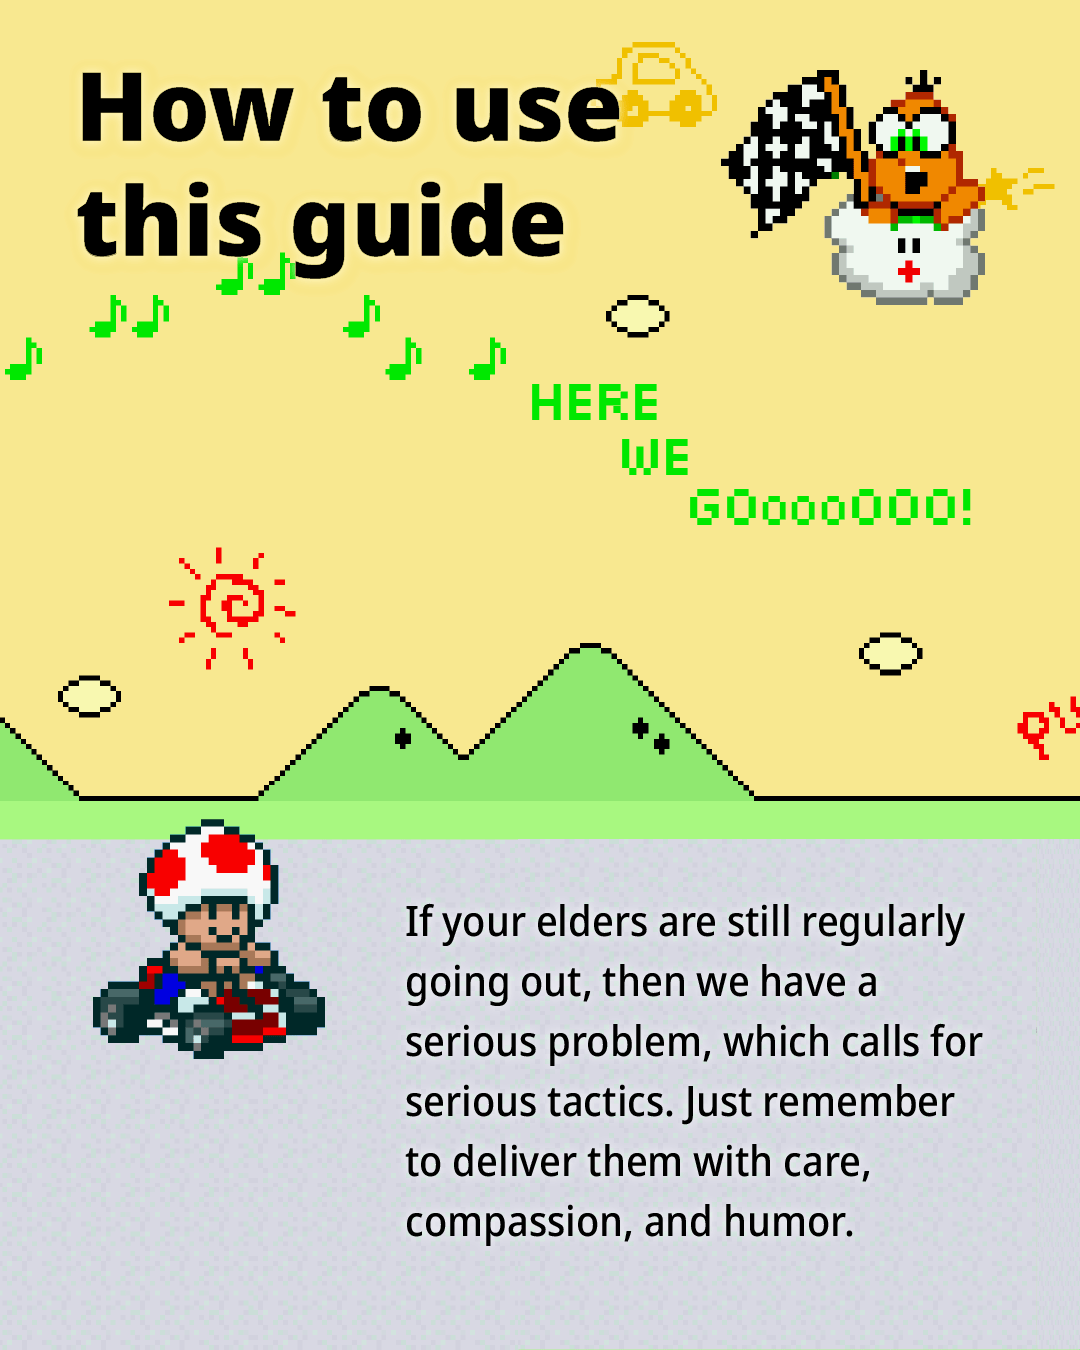 How to use
this guide
HERE
WE
GOooooOOO!
If your elders are still regularly
going out, then we have a
serious problem, which calls for
serious tactics. Just remember
to deliver them with care,
compassion, and humor.